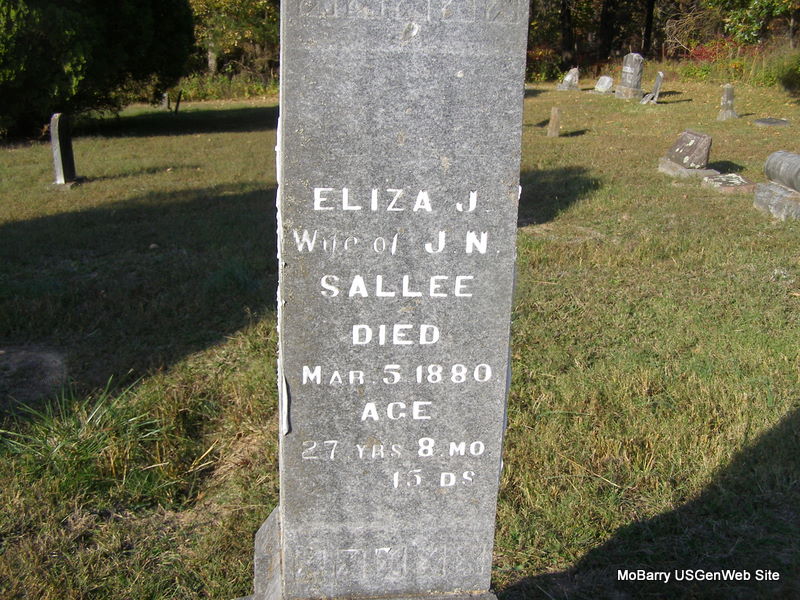 ELIZA J.
Wife of J. N.
SALLEE
DIED
MAR. 5. 1880.
AGE
27 YRS 8 MO
15 DS
MoBarry USGenWeb Site